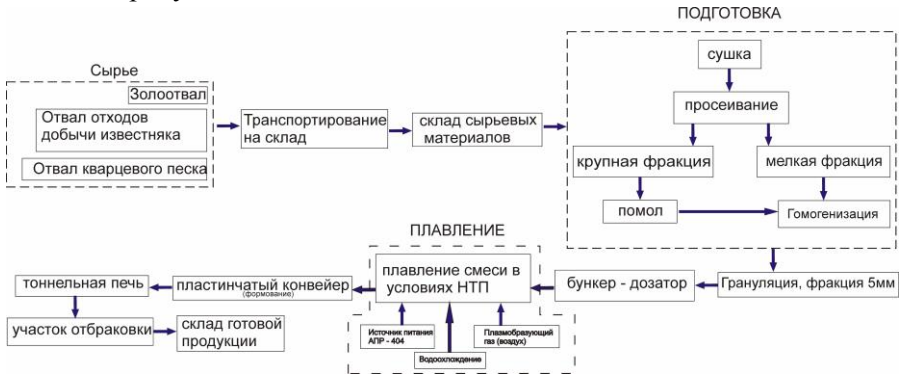 ПОДГОТОВКА
Сырье
Золоотвал
Отвал отходов
добычи известняка
Отвал кварцевого песка
Транспортирование
на склад
склад сырьевых
материалов
сушка
просеивание
крупная фракция
мелкая фракция
помол
Гомогенизация
ПЛАВЛЕНИЕ
тоннельная печь
пластинчатый конвейер
(формование)
плавление смеси в
условиях НТП
бункер - дозатор
Грануляция, фракция 5мм
участок отбраковки
склад готовой
продукции
Источник питания
АПР - 404
Плазмобразующий
газ (воздух)
Водоохлождение